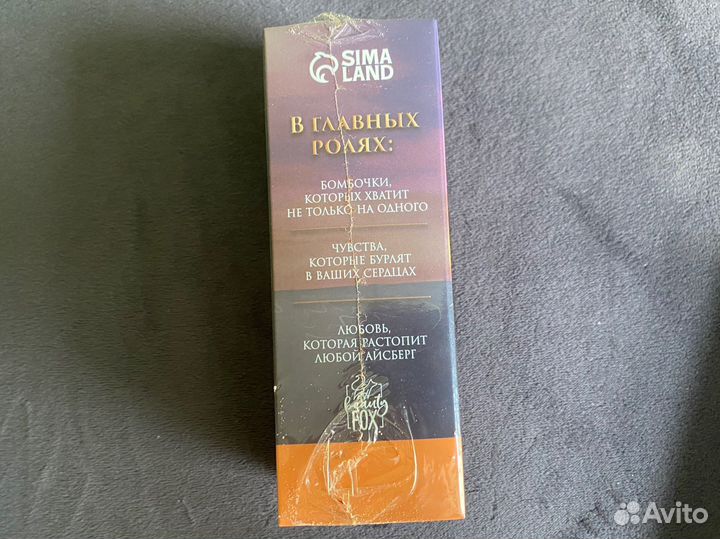 SIMA
LAND
В ГЛАВНЫХ
РОЛЯХ:
БОМБОЧКИ,
КОТОРЫХ ХВАТИТ
НЕ ТОЛЬКО НА ОДНОГО
ЧУВСТВА,
КОТОРЫЕ БУРЛЯТ
В ВАШИХ СЕРДЦАХ
ЛЮБОВЬ,
КОТОРАЯ РАСТОПИТ
ЛЮБОЙ АЙСБЕРГ
beauty
FOX
Avito